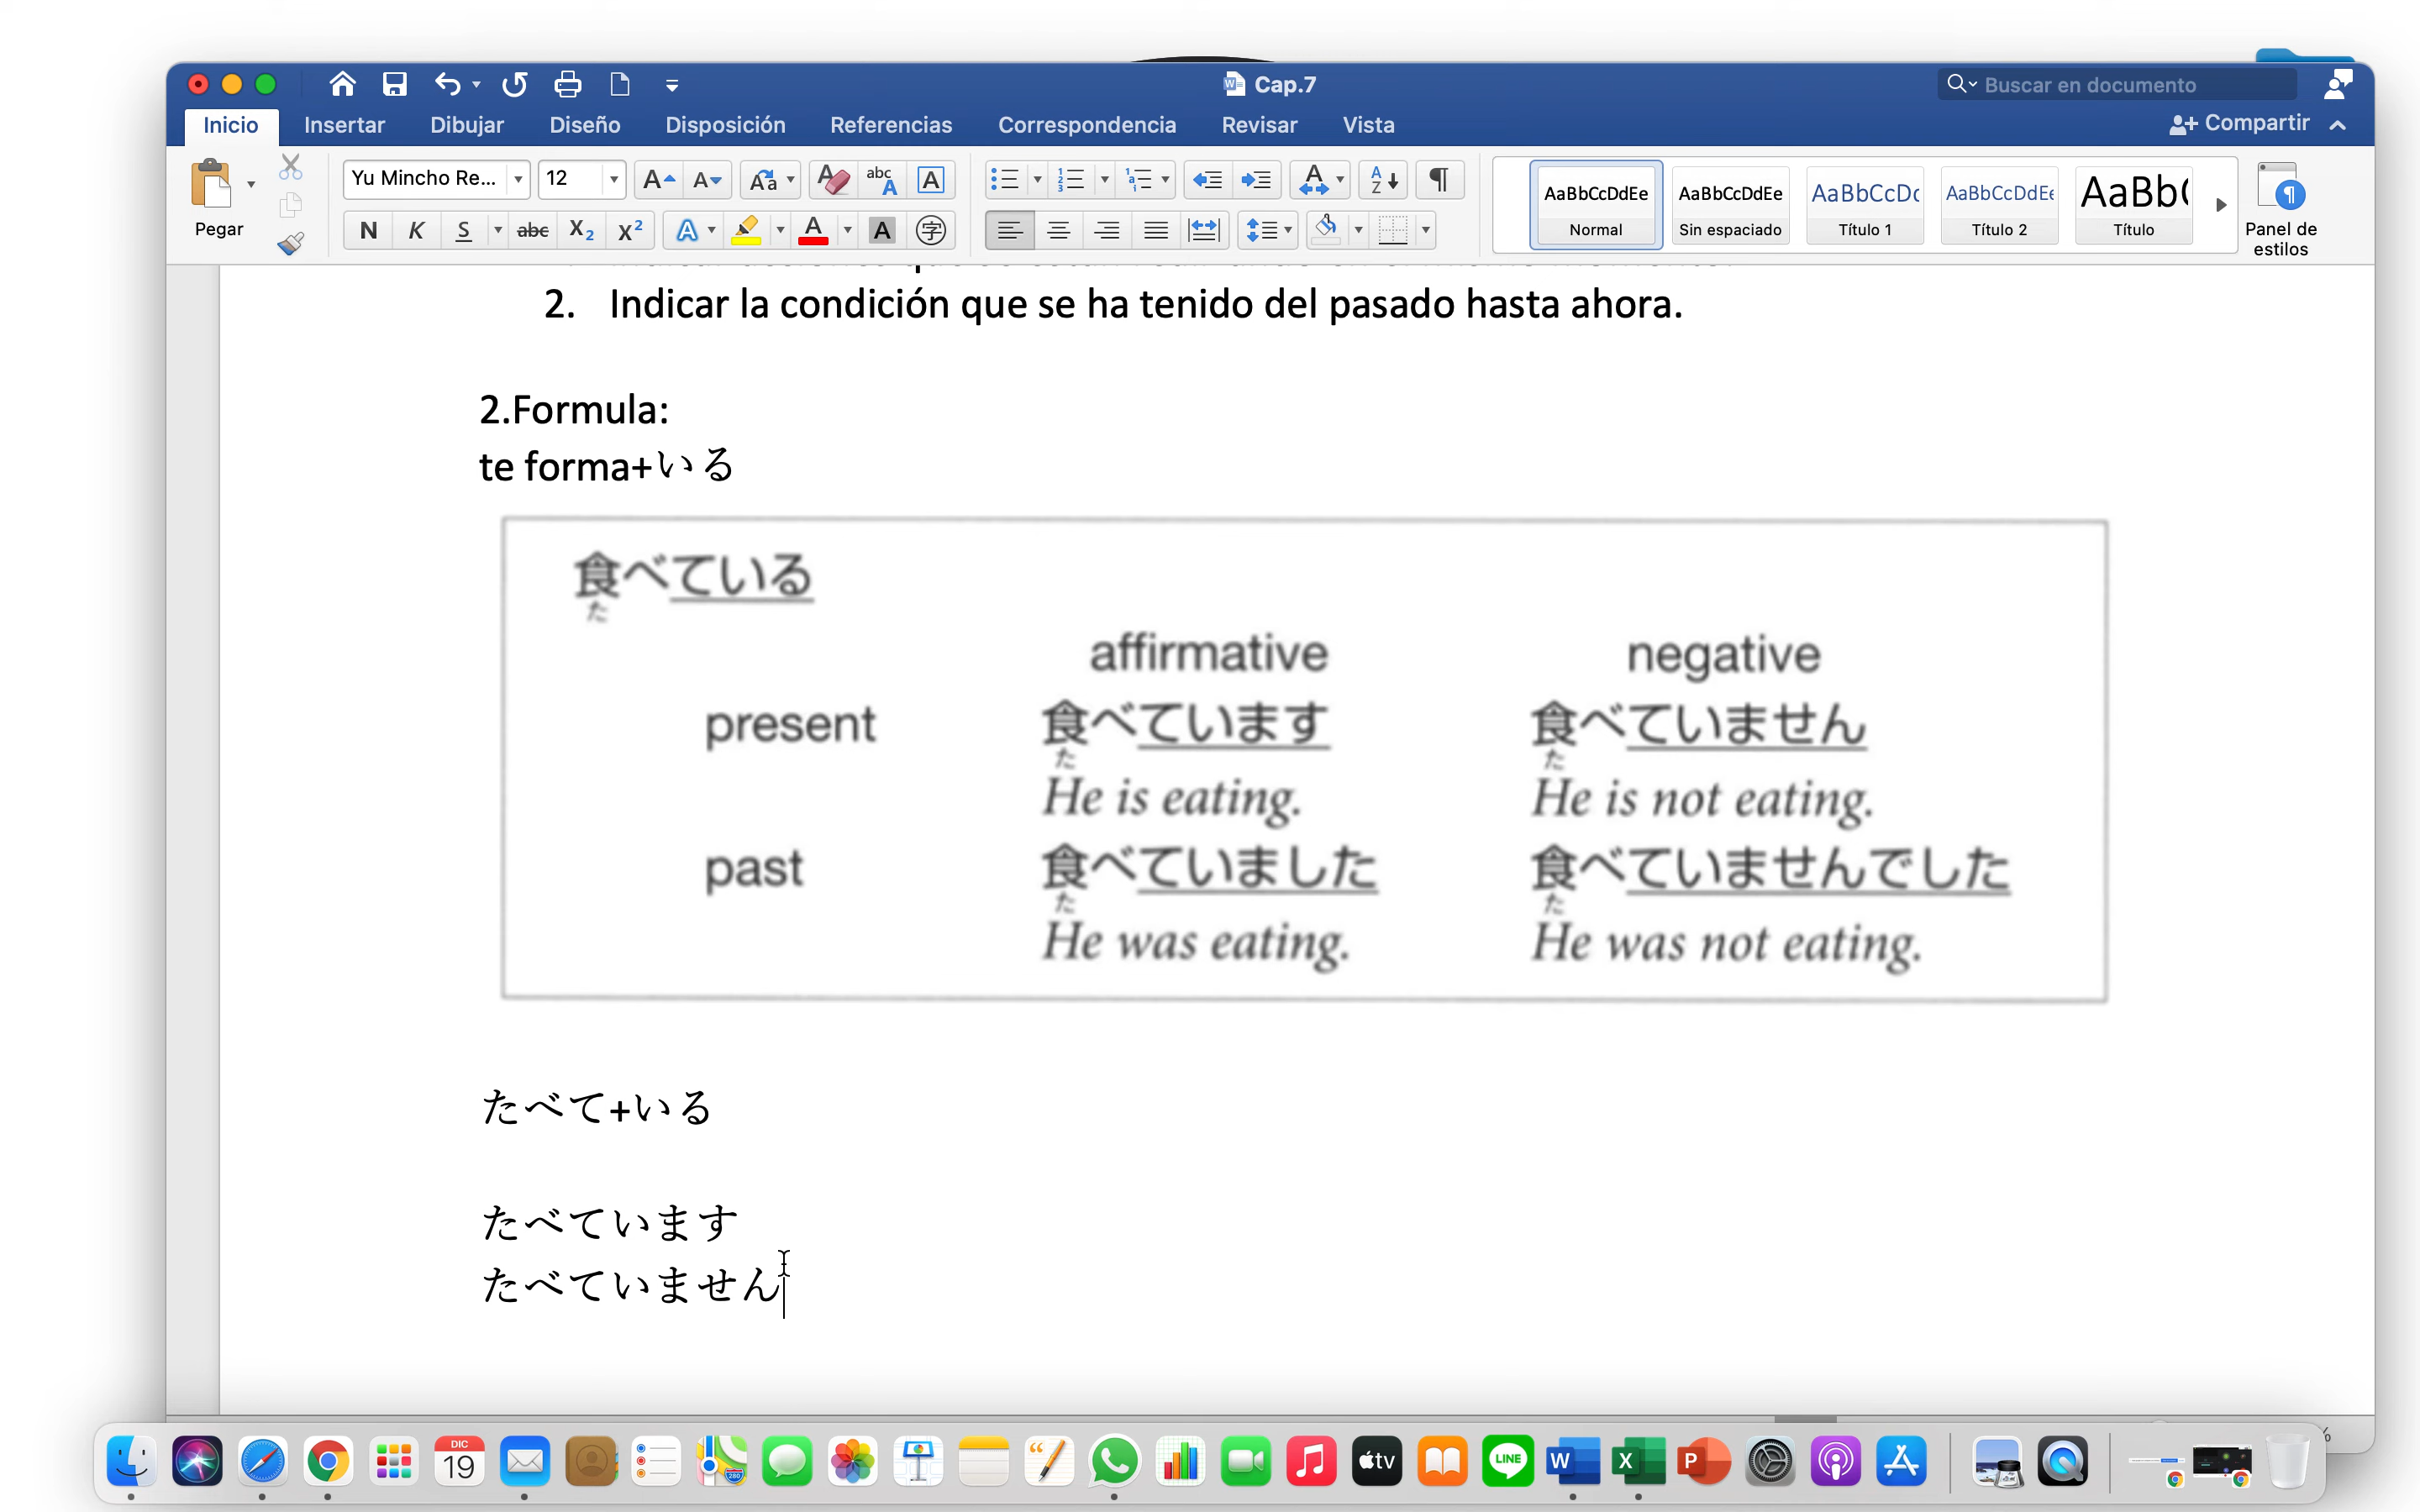 Cap.7
Buscar en documento
Inicio Insertar Dibujar Diseño Disposición Referencias Correspondencia Revisar Vista
Compartir
Pegar
Yu Mincho Re... 12
N K S abc X2 X2 A A A 字
AaBbCcDdEe AaBbCcDdEe AaBbCcDc AaBbCcDdEe AaBb(
Normal Sin espaciado Título 1 Título 2 Título
Panel de
estilos
2. Indicar la condición que se ha tenido del pasado hasta ahora.
2.Formula:
te forma+いる
食べている
た
affirmative negative
present 食べています 食べていません
た た
He is eating. He is not eating.
past 食べていました 食べていませんでした
た た
He was eating. He was not eating.
たべて+いる
たべています
たべていません
DIC
19
280
tv
LINE
W
X
P